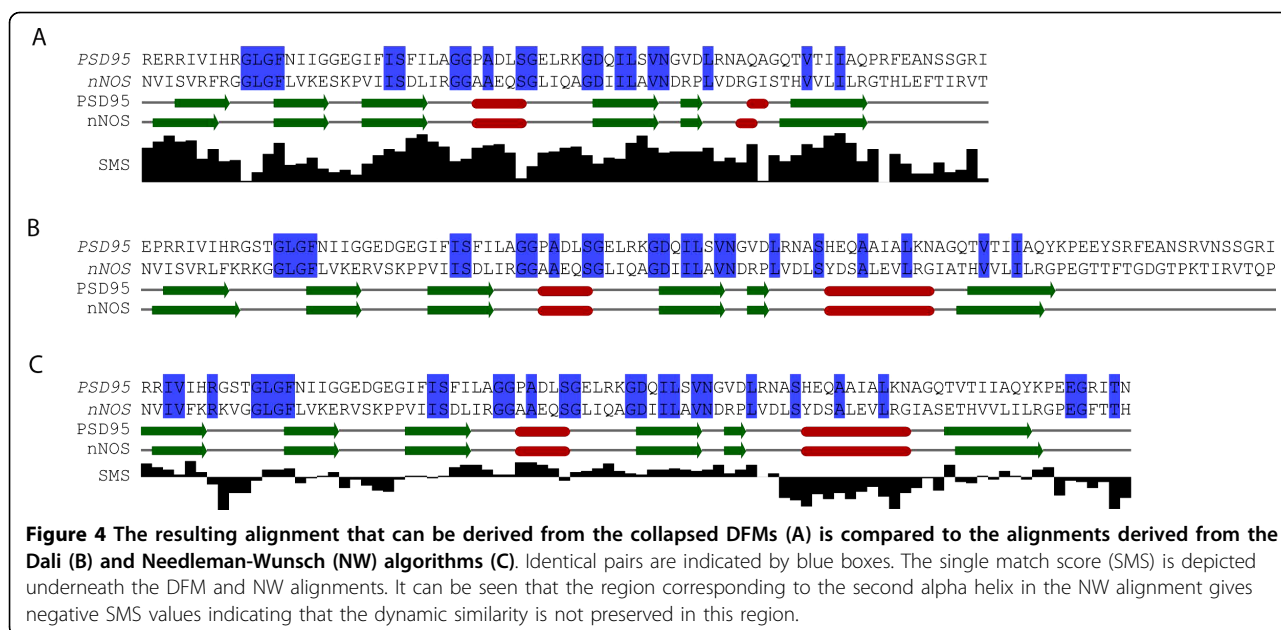 A
PSD95 RERRIVIHRGLGFNIIGGEGIFISFILAGGPADLSGELRKGDQILSVNGVDLRNAQAGQTVTIIAQPRFEANSSGRI
nNOS NVISVRFRGGLGFLVKESKPVIISDLIRGGAAEQSGLIQAGDIILAVNDRPLVDRGISTHVVLILRGTHLEFTIRVT
PSD95
nNOS
SMS
B
PSD95 EPRRIVIHRGSTGLGFNIIGGEDGEGIFISFILAGGPADLSGELRKGDQILSVNGVDLRNASHEQAAIALKNAGQTVTIIAQYKPEEYSRFEANSRVNSSGRI
nNOS NVISVRLFKRKGGLGFLVKERVSKPPVIISDLIRGGAAEQSGLIQAGDIILAVNDRPLVDLSYDSALEVLRGIATHVVLILRGPEGTTFTGDGTPKTIRVTQP
PSD95
nNOS
C
PSD95 RRIVIHRGSTGLGFNIIGGEDGEGIFISFILAGGPADLSGELRKGDQILSVNGVDLRNASHEQAAIALKNAGQTVTIIAQYKPEEGRITN
nNOS NVIVFKRKVGGLGFLVKERVSKPPVIISDLIRGGAAEQSGLIQAGDIILAVNDRPLVDLSYDSALEVLRGIASETHVVLILRGPEGFTTH
PSD95
nNOS
SMS
Figure 4 The resulting alignment that can be derived from the collapsed DFMs (A) is compared to the alignments derived from the
Dali (B) and Needleman-Wunsch (NW) algorithms (C). Identical pairs are indicated by blue boxes. The single match score (SMS) is depicted
underneath the DFM and NW alignments. It can be seen that the region corresponding to the second alpha helix in the NW alignment gives
negative SMS values indicating that the dynamic similarity is not preserved in this region.